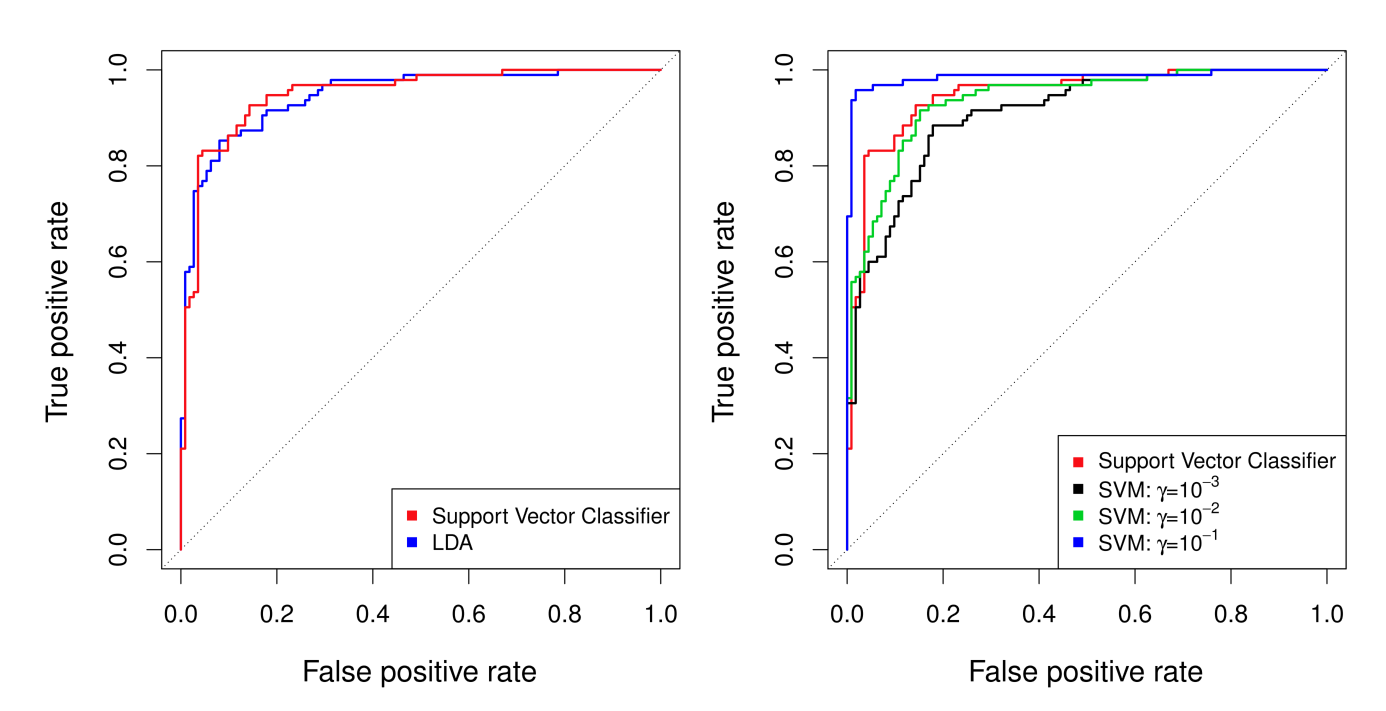 True positive rate
1.0
0.8
0.6
0.4
0.2
0.0
Support Vector Classifier
LDA
0.0 0.2 0.4 0.6 0.8 1.0
False positive rate
True positive rate
1.0
0.8
0.6
0.4
0.2
0.0
Support Vector Classifier
SVM: γ=10⁻³
SVM: γ=10⁻²
SVM: γ=10⁻¹
0.0 0.2 0.4 0.6 0.8 1.0
False positive rate